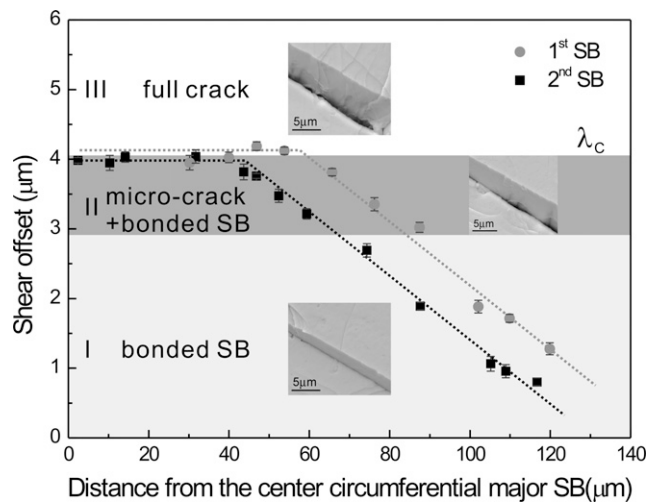 6
5
4
3
2
1
0
Shear offset (μm)
III full crack
5μm
1st SB
2nd SB
λC
II micro-crack
+bonded SB
5μm
I bonded SB
5μm
0 20 40 60 80 100 120 140
Distance from the center circumferential major SB(μm)